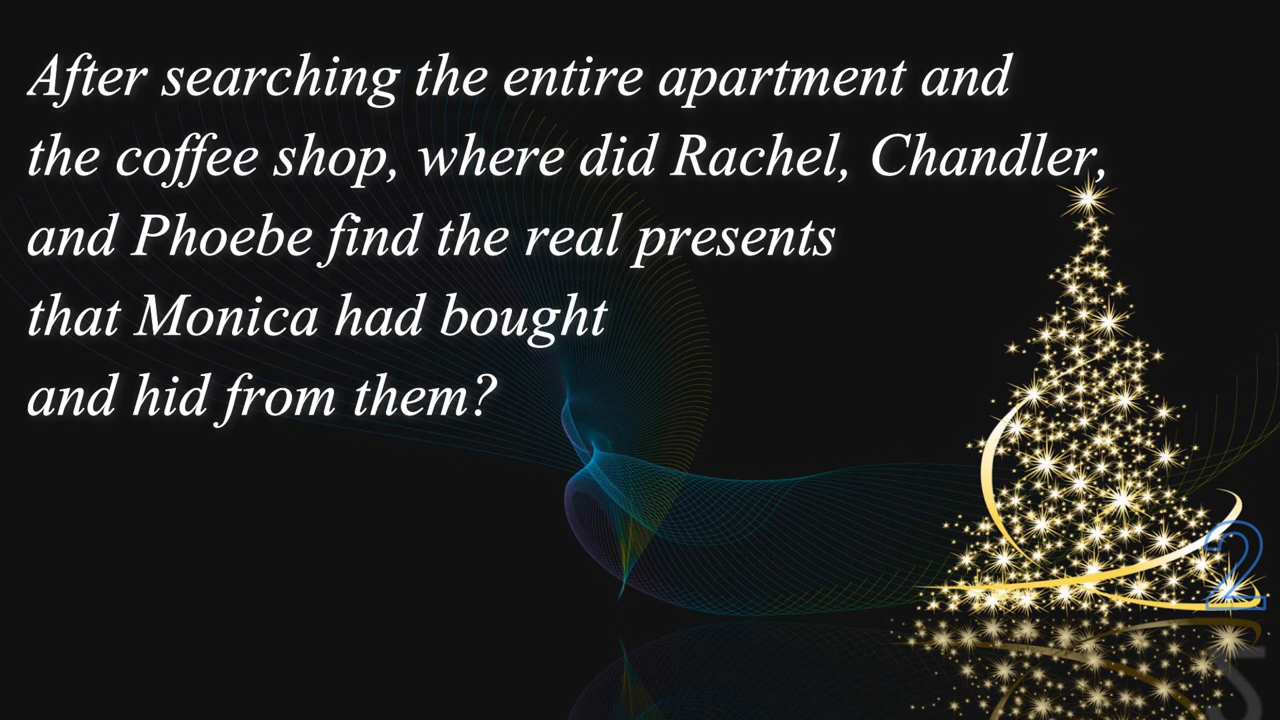 After searching the entire apartment and
the coffee shop, where did Rachel, Chandler,
and Phoebe find the real presents
that Monica had bought
and hid from them?
2